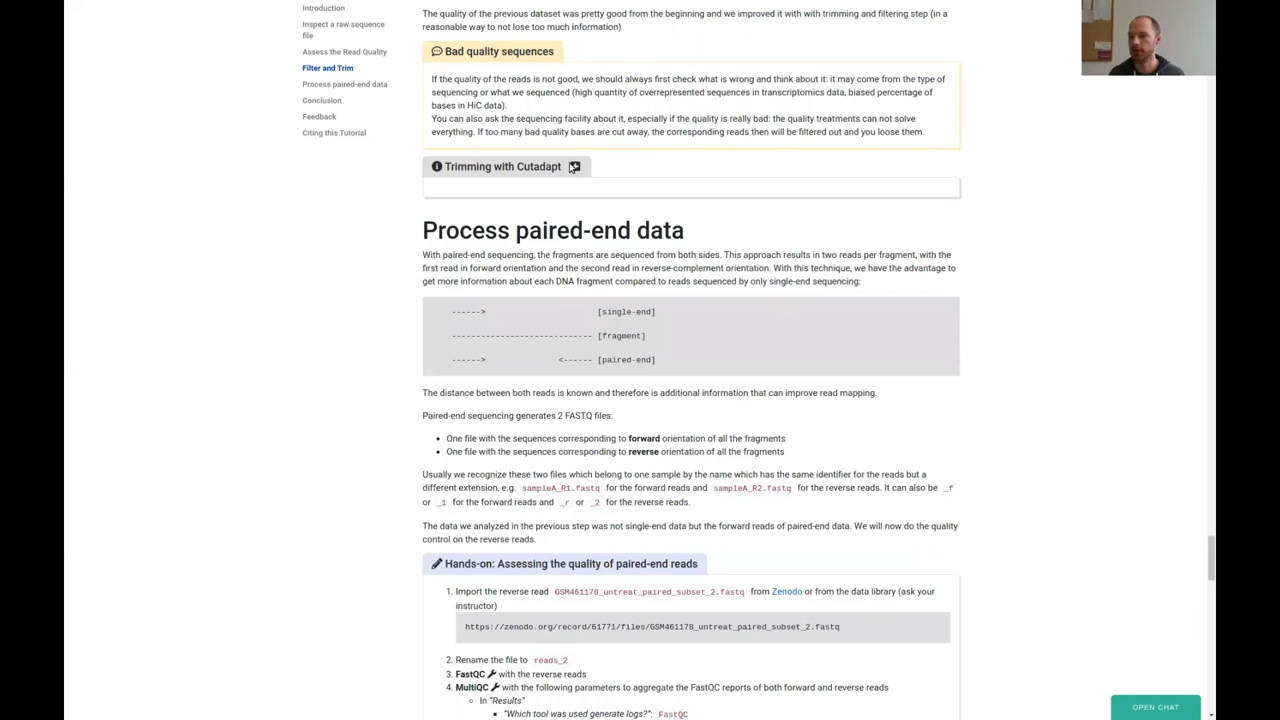 Introduction
Inspect a raw sequence
file
Assess the Read Quality
Filter and Trim
Process paired-end data
Conclusion
Feedback
Citing this Tutorial
The quality of the previous dataset was pretty good from the beginning and we improved it with with trimming and filtering step (in a
reasonable way to not lose too much information)
Bad quality sequences
If the quality of the reads is not good, we should always first check what is wrong and think about it: it may come from the type of
sequencing or what we sequenced (high quantity of overrepresented sequences in transcriptomics data, biased percentage of
bases in HiC data).
You can also ask the sequencing facility about it, especially if the quality is really bad: the quality treatments can not solve
everything. If too many bad quality bases are cut away, the corresponding reads then will be filtered out and you loose them.
Trimming with Cutadapt
Process paired-end data
With paired-end sequencing, the fragments are sequenced from both sides. This approach results in two reads per fragment, with the
first read in forward orientation and the second read in reverse-complement orientation. With this technique, we have the advantage to
get more information about each DNA fragment compared to reads sequenced by only single-end sequencing:
------> [single-end]
---------------------------- [fragment]
------> <------ [paired-end]
The distance between both reads is known and therefore is additional information that can improve read mapping.
Paired-end sequencing generates 2 FASTQ files:
• One file with the sequences corresponding to forward orientation of all the fragments
• One file with the sequences corresponding to reverse orientation of all the fragments
Usually we recognize these two files which belong to one sample by the name which has the same identifier for the reads but a
different extension, e.g. sampleA_R1.fastq for the forward reads and sampleA_R2.fastq for the reverse reads. It can also be _f
or _1 for the forward reads and _r or _2 for the reverse reads.
The data we analyzed in the previous step was not single-end data but the forward reads of paired-end data. We will now do the quality
control on the reverse reads.
Hands-on: Assessing the quality of paired-end reads
1. Import the reverse read GSM461178_untreat_paired_subset_2.fastq from Zenodo or from the data library (ask your
instructor)
https://zenodo.org/record/61771/files/GSM461178_untreat_paired_subset_2.fastq
2. Rename the file to reads_2
3. FastQC with the reverse reads
4. MultiQC with the following parameters to aggregate the FastQC reports of both forward and reverse reads
In "Results"
"Which tool was used generate logs?": FastQC
OPEN CHAT